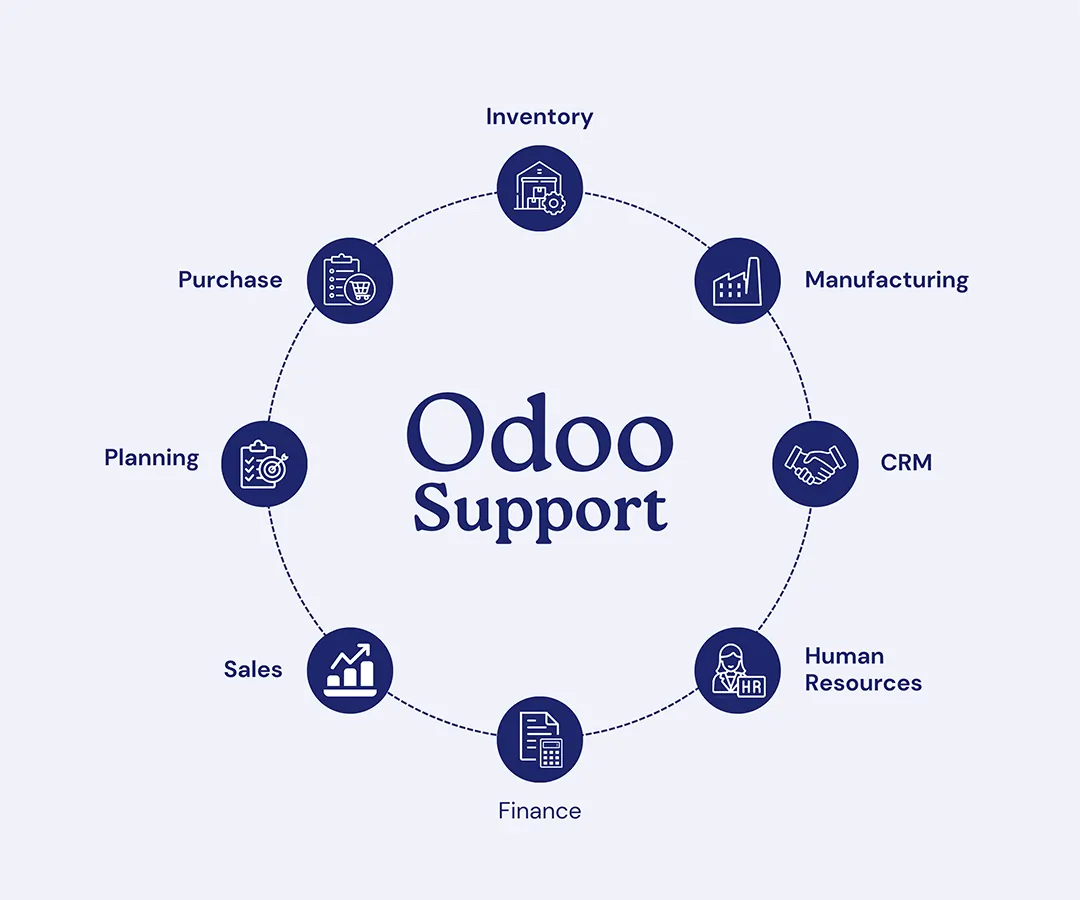 Inventory
Purchase
Manufacturing
Odoo
Support
Planning
CRM
Sales
Human
Resources
HR
Finance